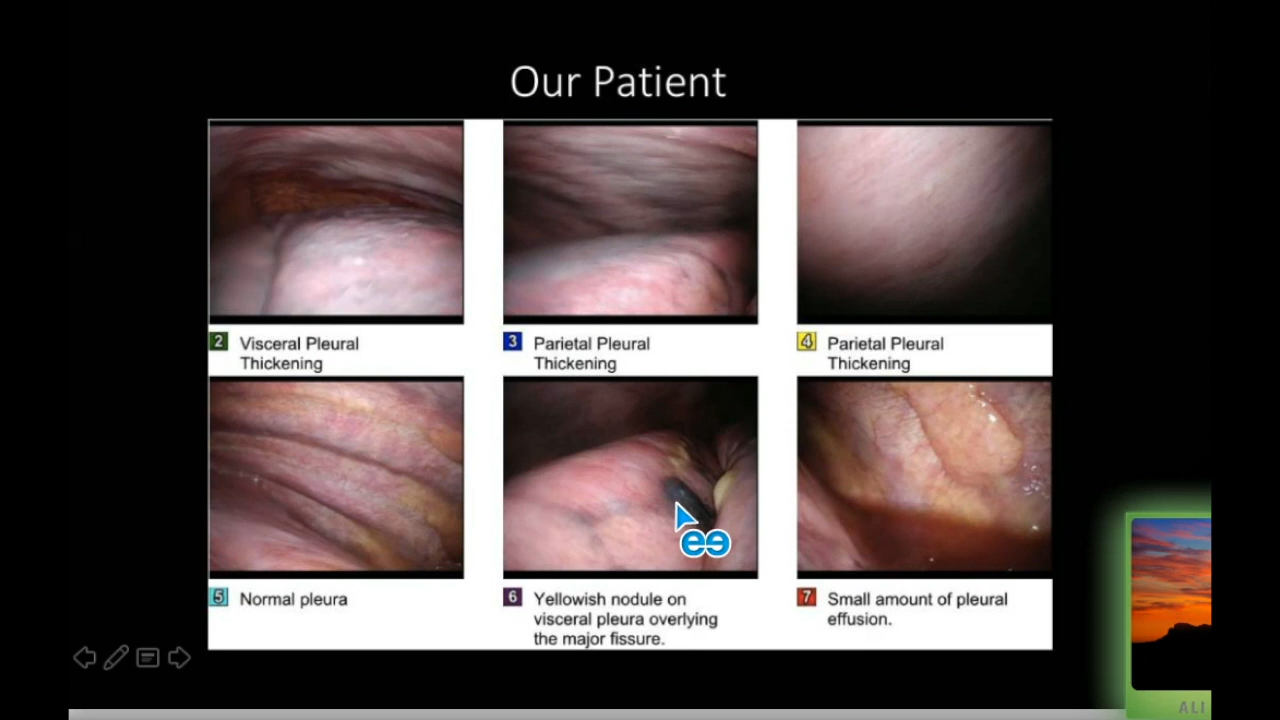 Our Patient
2 Visceral Pleural
Thickening
3 Parietal Pleural
Thickening
4 Parietal Pleural
Thickening
5 Normal pleura
6 Yellowish nodule on
visceral pleura overlying
the major fissure.
7 Small amount of pleural
effusion.
ALI